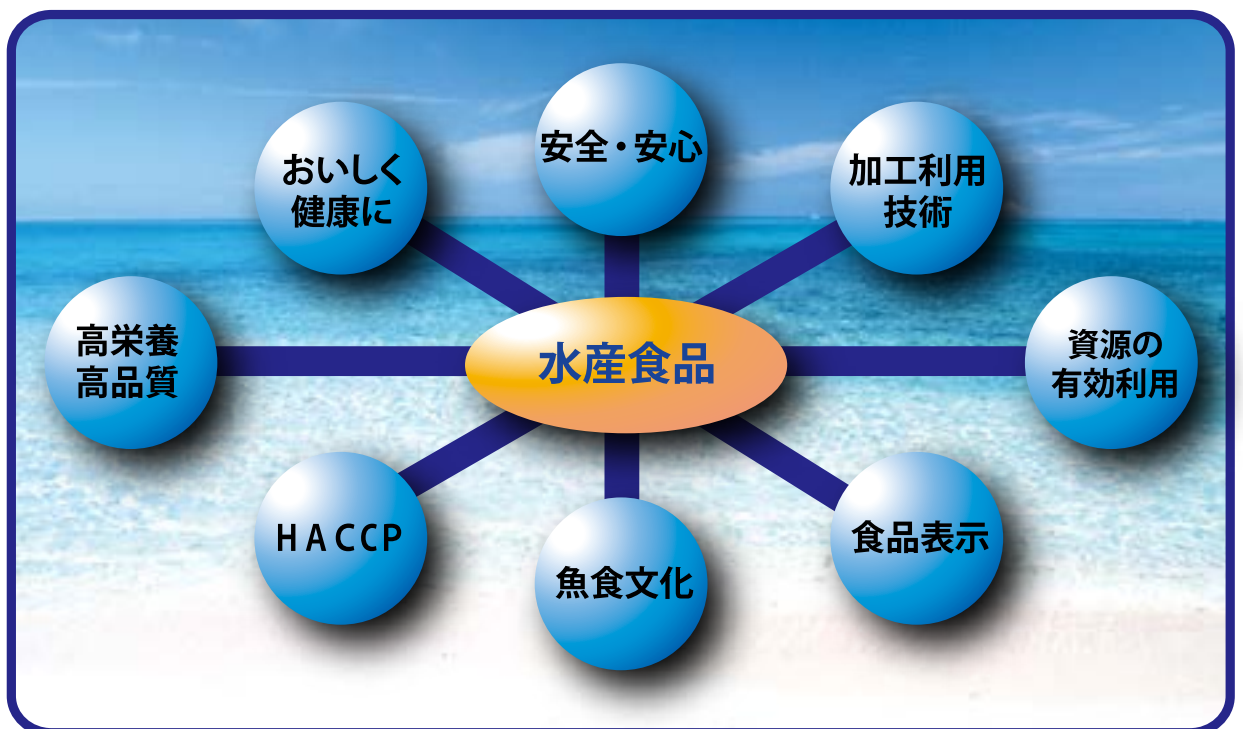 安全・安心
おいしく
健康に
加工利用
技術
高栄養
高品質
水産食品
資源の
有効利用
HACCP
食品表示
魚食文化